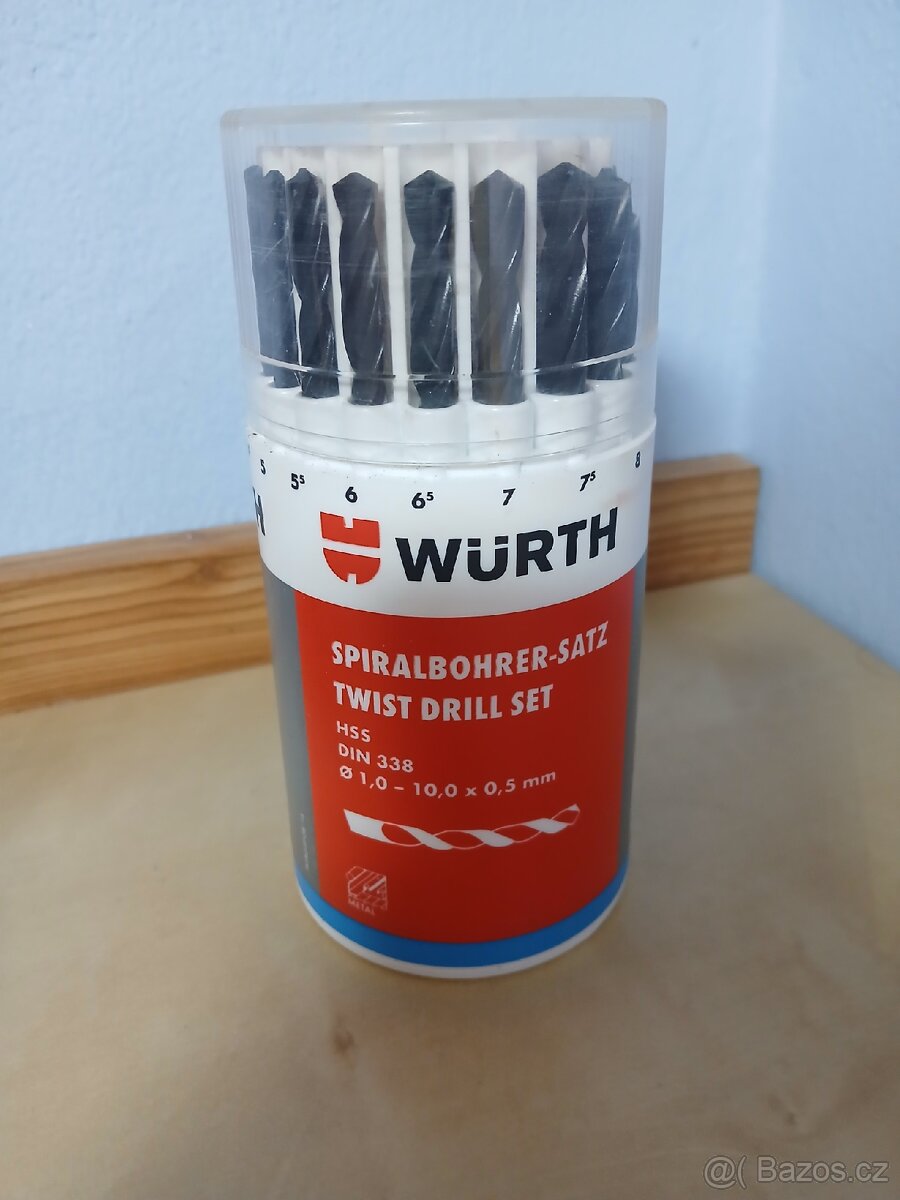 5 5⁵ 6 6⁵ 7 7⁵ 8
H
WÜRTH
SPIRALBOHRER-SATZ
TWIST DRILL SET
HSS
DIN 338
Ø 1,0 – 10,0 x 0,5 mm
METAL
@( Bazos.cz